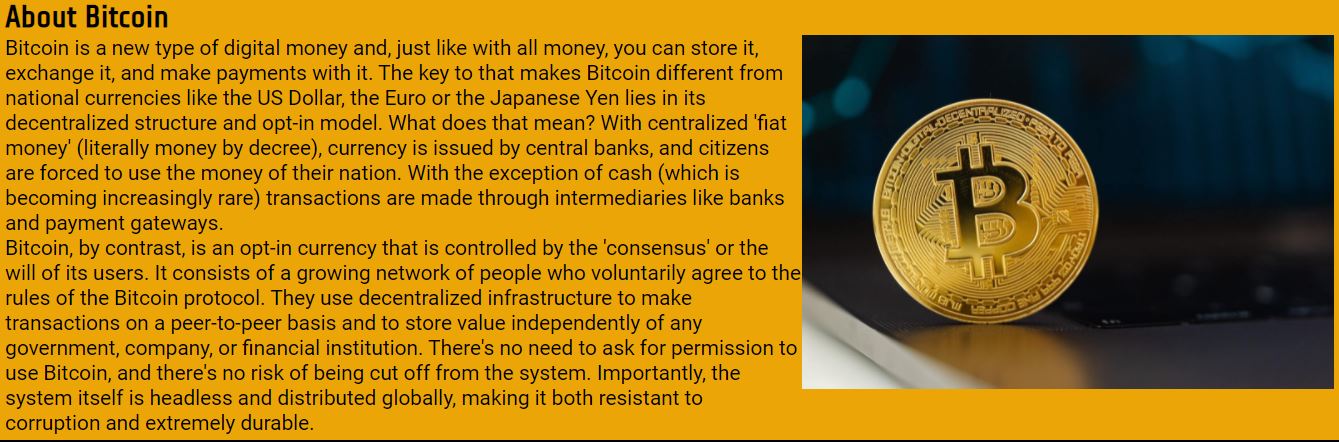 About Bitcoin
Bitcoin is a new type of digital money and, just like with all money, you can store it,
exchange it, and make payments with it. The key to that makes Bitcoin different from
national currencies like the US Dollar, the Euro or the Japanese Yen lies in its
decentralized structure and opt-in model. What does that mean? With centralized 'fiat
money' (literally money by decree), currency is issued by central banks, and citizens
are forced to use the money of their nation. With the exception of cash (which is
becoming increasingly rare) transactions are made through intermediaries like banks
and payment gateways.
Bitcoin, by contrast, is an opt-in currency that is controlled by the 'consensus' or the
will of its users. It consists of a growing network of people who voluntarily agree to the
rules of the Bitcoin protocol. They use decentralized infrastructure to make
transactions on a peer-to-peer basis and to store value independently of any
government, company, or financial institution. There's no need to ask for permission to
use Bitcoin, and there's no risk of being cut off from the system. Importantly, the
system itself is headless and distributed globally, making it both resistant to
corruption and extremely durable.
DECENTRALIZED